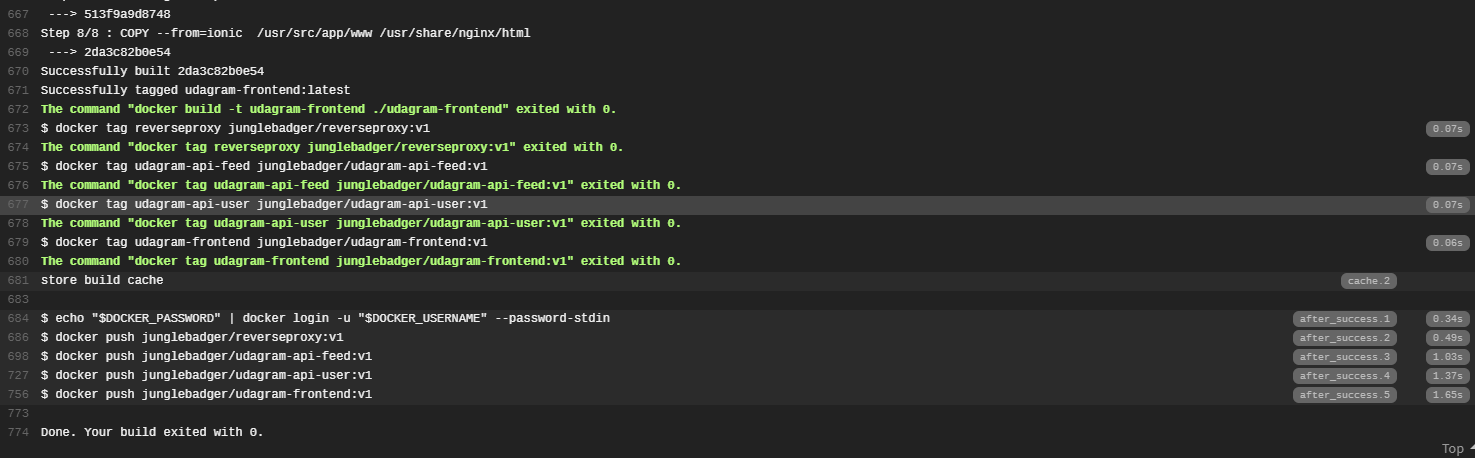 667 ---> 513f9a9d8748
668 Step 8/8 : COPY --from=ionic  /usr/src/app/www /usr/share/nginx/html
669 ---> 2da3c82b0e54
670 Successfully built 2da3c82b0e54
671 Successfully tagged udagram-frontend:latest
672 The command "docker build -t udagram-frontend ./udagram-frontend" exited with 0.
673 $ docker tag reverseproxy junglebadger/reverseproxy:v1 0.07s
674 The command "docker tag reverseproxy junglebadger/reverseproxy:v1" exited with 0.
675 $ docker tag udagram-api-feed junglebadger/udagram-api-feed:v1 0.07s
676 The command "docker tag udagram-api-feed junglebadger/udagram-api-feed:v1" exited with 0.
677 $ docker tag udagram-api-user junglebadger/udagram-api-user:v1 0.07s
678 The command "docker tag udagram-api-user junglebadger/udagram-api-user:v1" exited with 0.
679 $ docker tag udagram-frontend junglebadger/udagram-frontend:v1 0.06s
680 The command "docker tag udagram-frontend junglebadger/udagram-frontend:v1" exited with 0.
681 store build cache cache.2
683
684 $ echo "$DOCKER_PASSWORD" | docker login -u "$DOCKER_USERNAME" --password-stdin after_success.1 0.34s
686 $ docker push junglebadger/reverseproxy:v1 after_success.2 0.49s
698 $ docker push junglebadger/udagram-api-feed:v1 after_success.3 1.03s
727 $ docker push junglebadger/udagram-api-user:v1 after_success.4 1.37s
756 $ docker push junglebadger/udagram-frontend:v1 after_success.5 1.65s
773
774 Done. Your build exited with 0.
Top